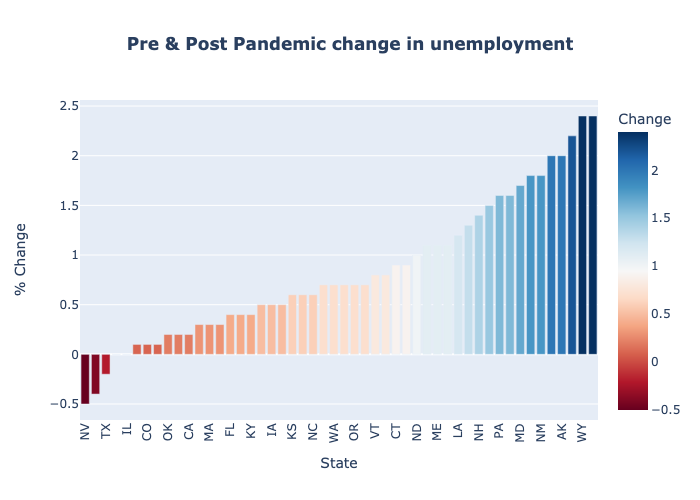 Pre & Post Pandemic change in unemployment
Change
2.5
2
1.5
1
0.5
0
−0.5
% Change
2
1.5
1
0.5
0
−0.5
NV TX IL CO OK CA MA FL KY IA KS NC WA OR VT CT ND ME LA NH PA MD NM AK WY
State